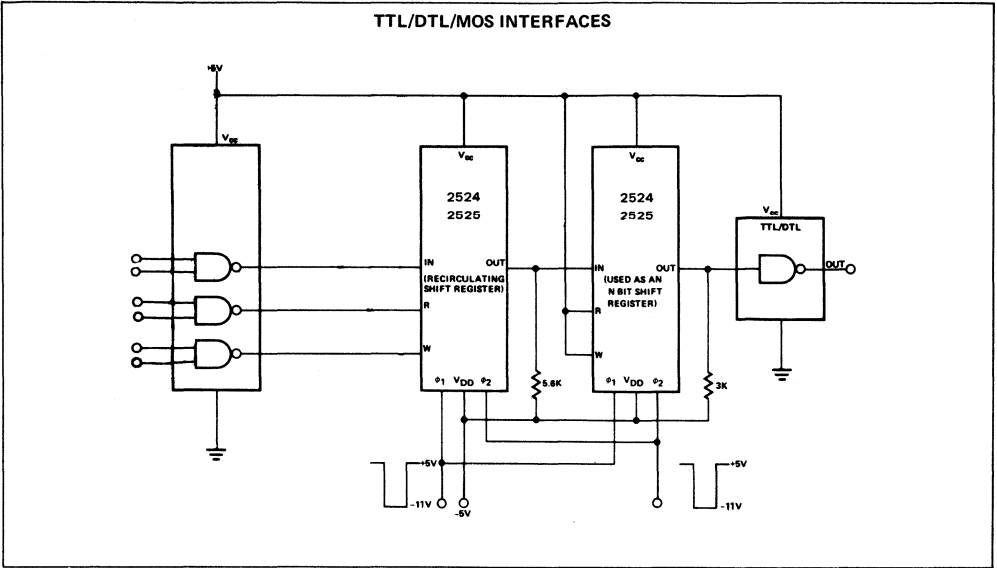 TTL/DTL/MOS INTERFACES
+5V
Vcc
Vcc
2524
2525
IN
OUT
(RECIRCULATING
SHIFT REGISTER)
R
W
ϕ1 VDD ϕ2
5.6K
Vcc
2524
2525
IN
OUT
(USED AS AN
N BIT SHIFT
REGISTER)
R
W
ϕ1 VDD ϕ2
3K
Vcc
TTL/DTL
OUT
+5V
-11V
-5V
+5V
-11V